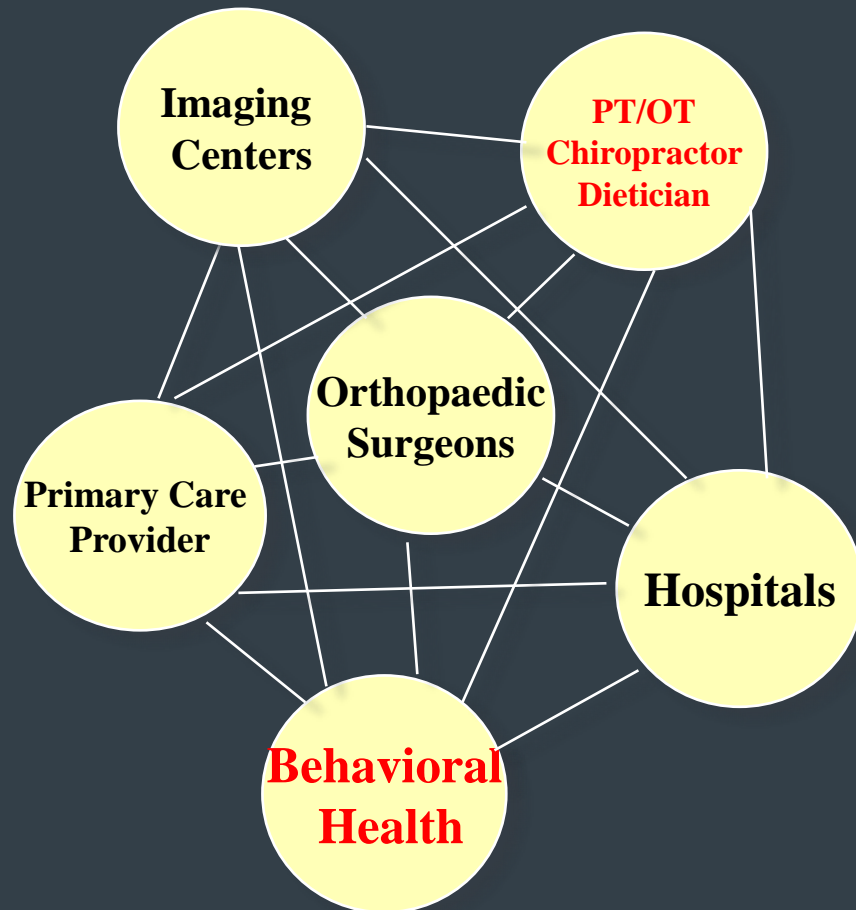 Imaging
Centers
PT/OT
Chiropractor
Dietician
Orthopaedic
Surgeons
Primary Care
Provider
Hospitals
Behavioral
Health